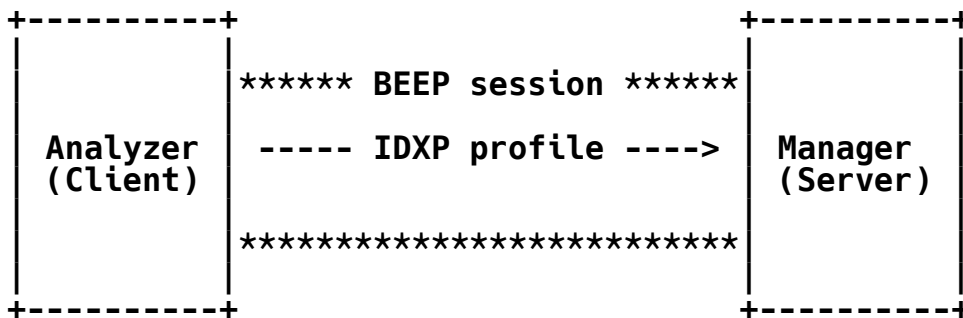 ****** BEEP session ******
Analyzer ----- IDXP profile ----> Manager
(Client) (Server)
**************************